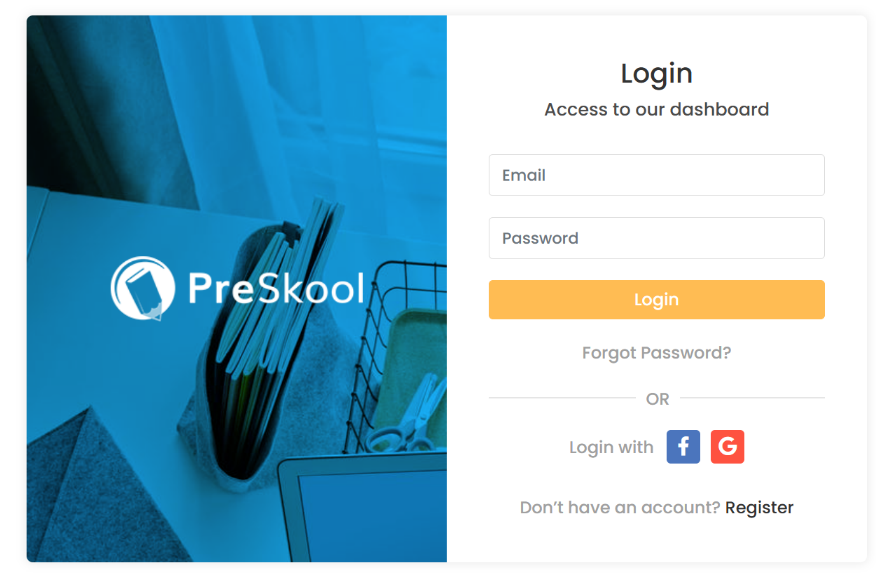 PreSkool
Login
Access to our dashboard
Email
Password
Login
Forgot Password?
OR
Login with
Don’t have an account? Register